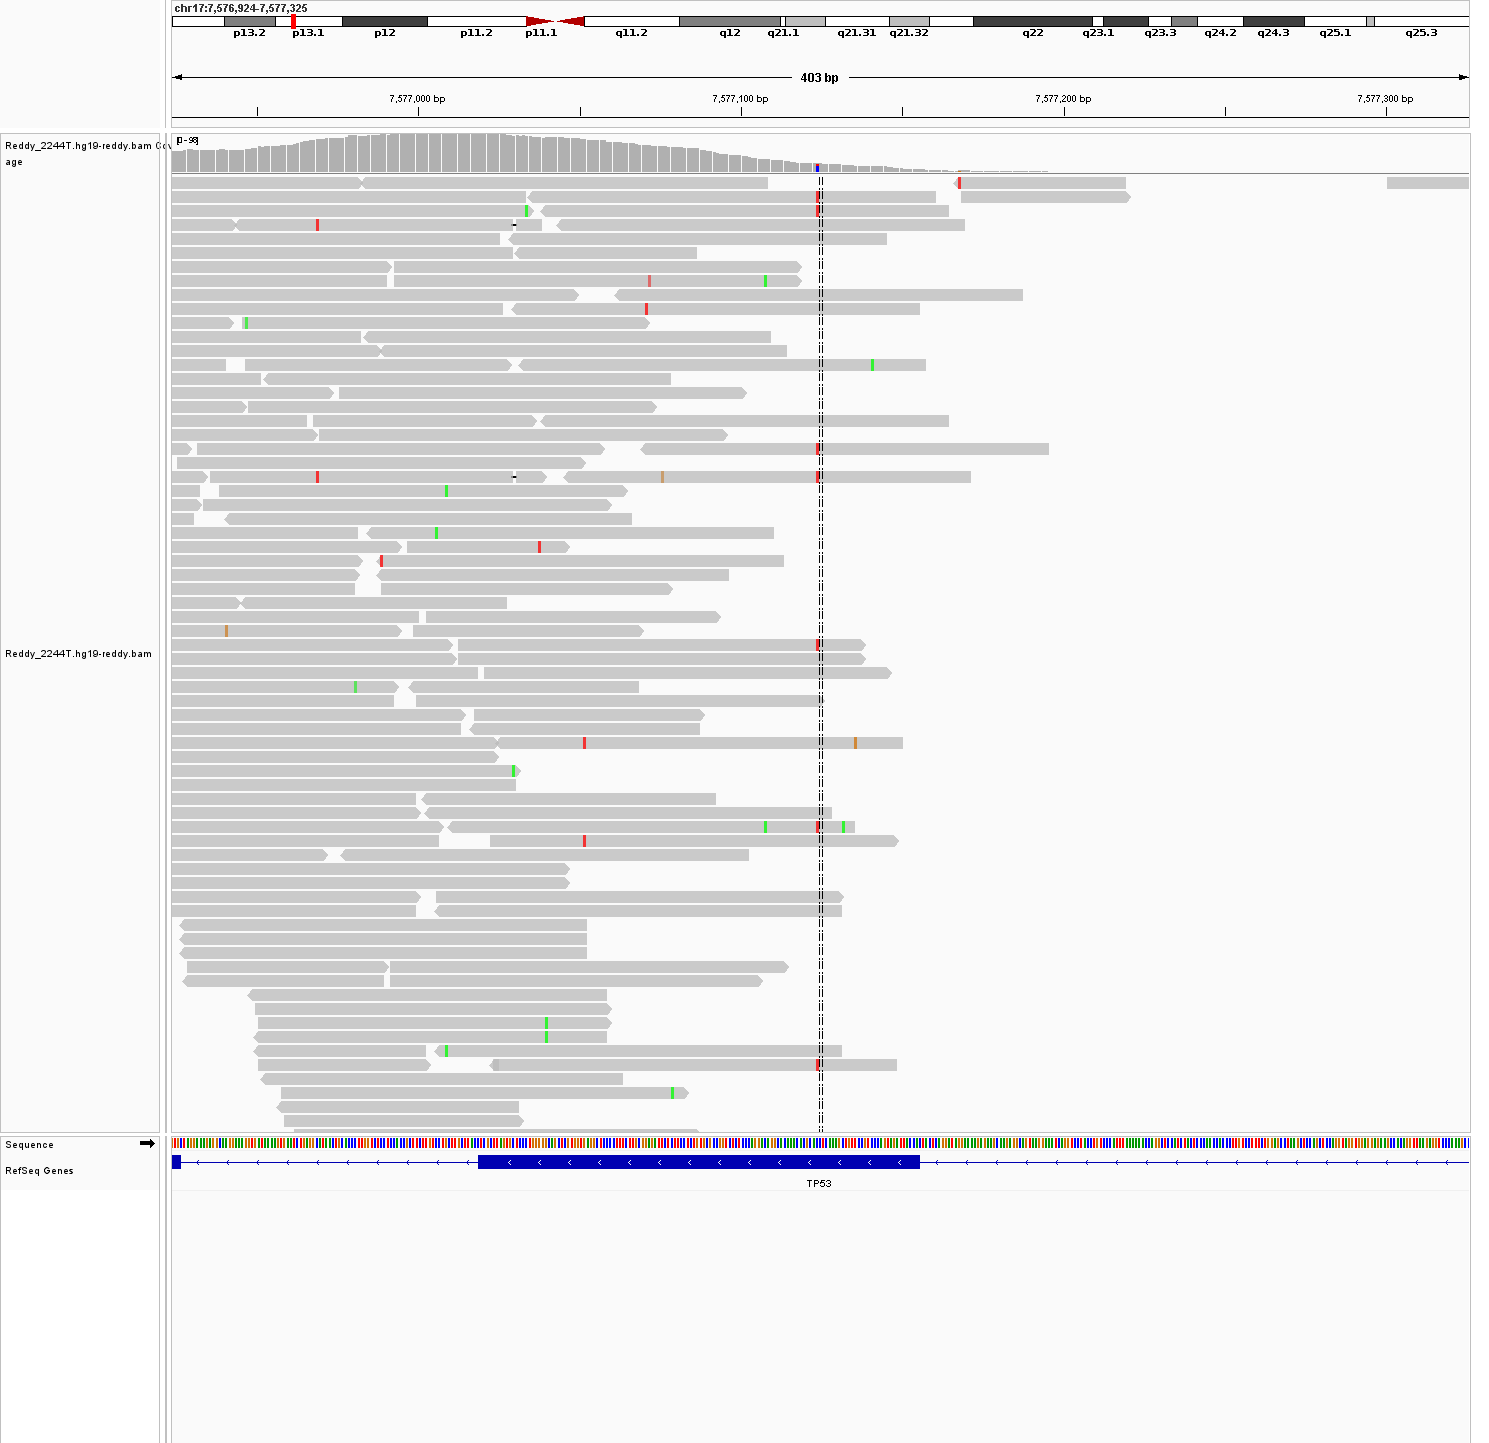 chr17:7,576,924-7,577,325
p13.2 p13.1 p12 p11.2 p11.1 q11.2 q12 q21.1 q21.31 q21.32 q22 q23.1 q23.3 q24.2 q24.3 q25.1 q25.3
403 bp
7,577,000 bp 7,577,100 bp 7,577,200 bp 7,577,300 bp
[0-98]
Reddy_2244T.hg19-reddy.bam Cov
age
Reddy_2244T.hg19-reddy.bam
Sequence
RefSeq Genes
TP53